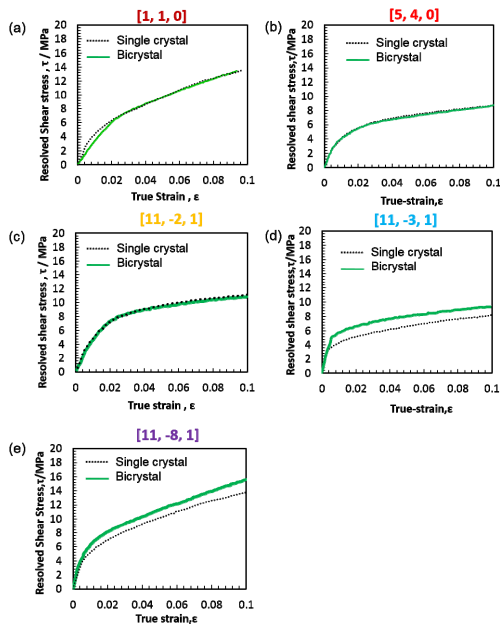 [1, 1, 0]
(a)
Single crystal
Bicrystal
Resolved Shear stress , τ / MPa
20
18
16
14
12
10
8
6
4
2
0
0 0.02 0.04 0.06 0.08 0.1
True Strain , ε
[5, 4, 0]
(b)
Single crystal
Bicrystal
Resolved Shear stress,τ/MPa
20
18
16
14
12
10
8
6
4
2
0
0 0.02 0.04 0.06 0.08 0.1
True-strain,ε
[11, -2, 1]
(c)
Single crystal
Bicrystal
Resolved shear stress , τ / MPa
20
18
16
14
12
10
8
6
4
2
0
0 0.02 0.04 0.06 0.08 0.1
True strain , ε
[11, -3, 1]
(d)
Single crystal
Bicrystal
Resolved shear stress,τ/MPa
20
18
16
14
12
10
8
6
4
2
0
0 0.02 0.04 0.06 0.08 0.1
True-strain,ε
[11, -8, 1]
(e)
Single crystal
Bicrystal
Resolved Shear Stress,τ/MPa
20
18
16
14
12
10
8
6
4
2
0
0 0.02 0.04 0.06 0.08 0.1
True strain,ε